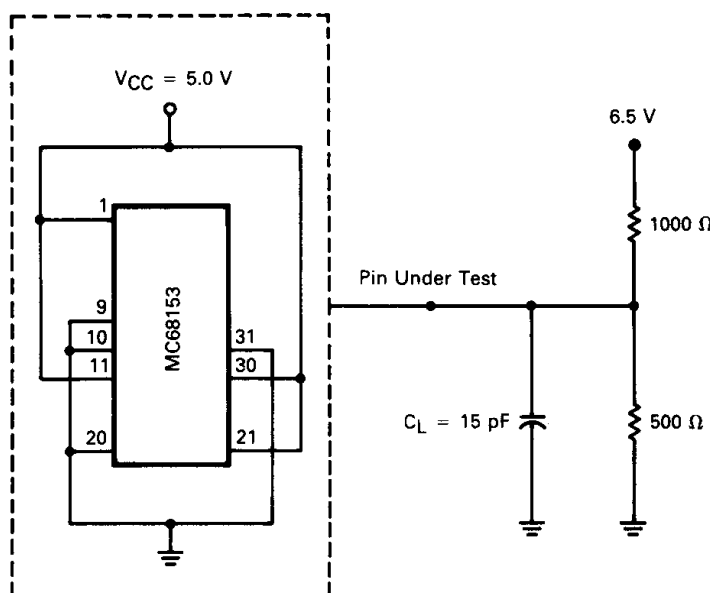 VCC = 5.0 V
6.5 V
1
1000 Ω
Pin Under Test
9
10
11
20
MC68153
31
30
21
CL = 15 pF
500 Ω